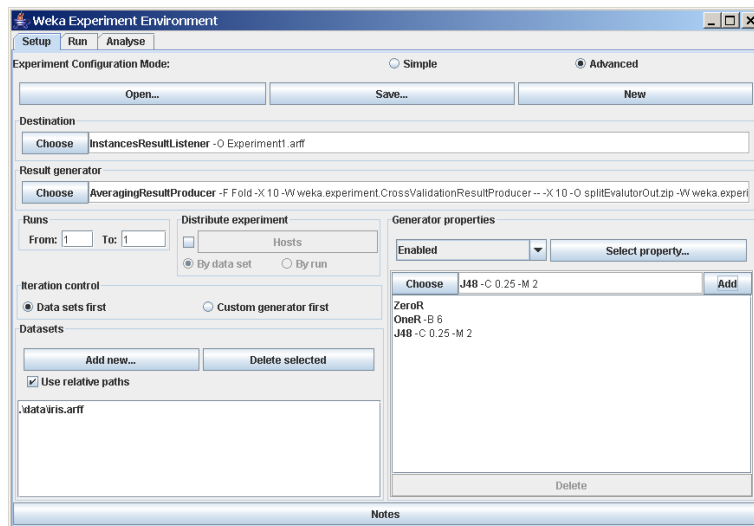 Weka Experiment Environment
Setup Run Analyse
Experiment Configuration Mode: Simple Advanced
Open... Save... New
Destination
Choose InstancesResultListener -O Experiment1.arff
Result generator
Choose AveragingResultProducer -F Fold -X 10 -W weka.experiment.CrossValidationResultProducer -- -X 10 -O splitEvalutorOut.zip -W weka.experi
Runs
From: 1 To: 1
Distribute experiment
Hosts
By data set By run
Generator properties
Enabled Select property...
Choose J48 -C 0.25 -M 2 Add
ZeroR
OneR -B 6
J48 -C 0.25 -M 2
Delete
Iteration control
Data sets first Custom generator first
Datasets
Add new... Delete selected
Use relative paths
.\data\iris.arff
Notes